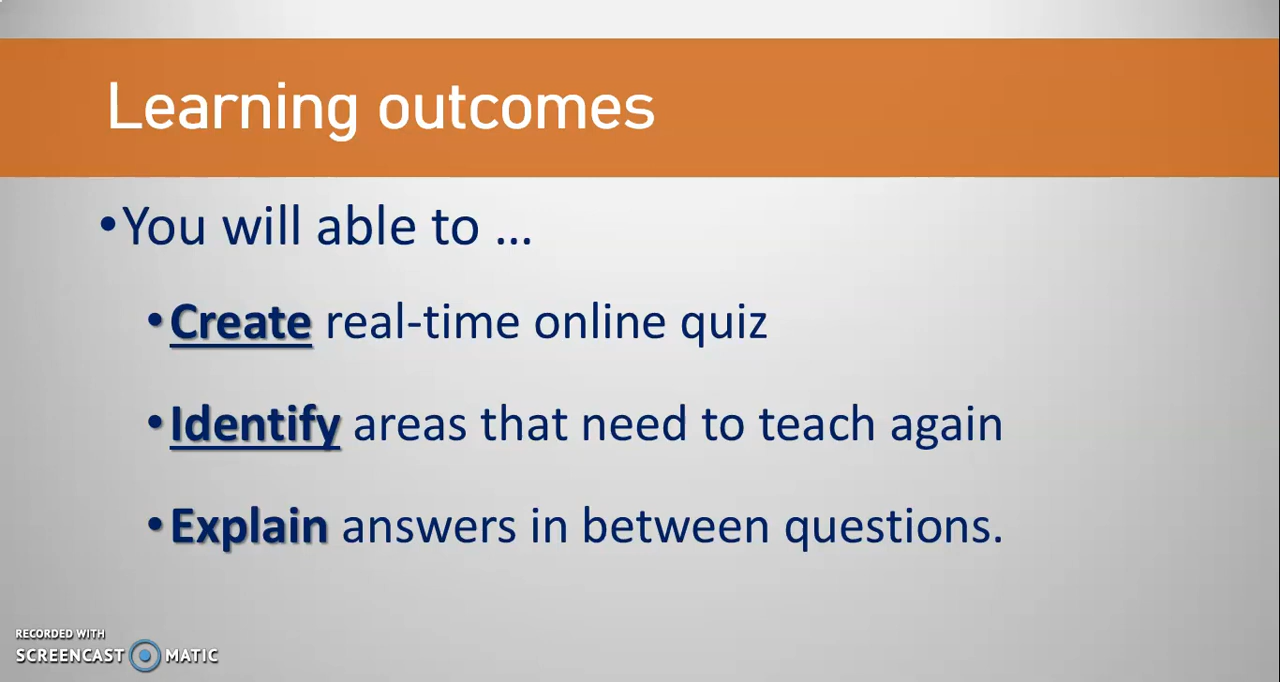 Learning outcomes
•You will able to ...
•Create real-time online quiz
•Identify areas that need to teach again
•Explain answers in between questions.
RECORDED WITH
SCREENCAST MATIC